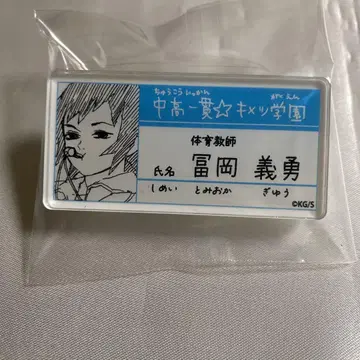 ちゅうこういっかん がくえん
中高一貫☆キメツ学園
体育教師
氏名 冨岡 義勇
しめい とみおか ぎゆう
©KG/S